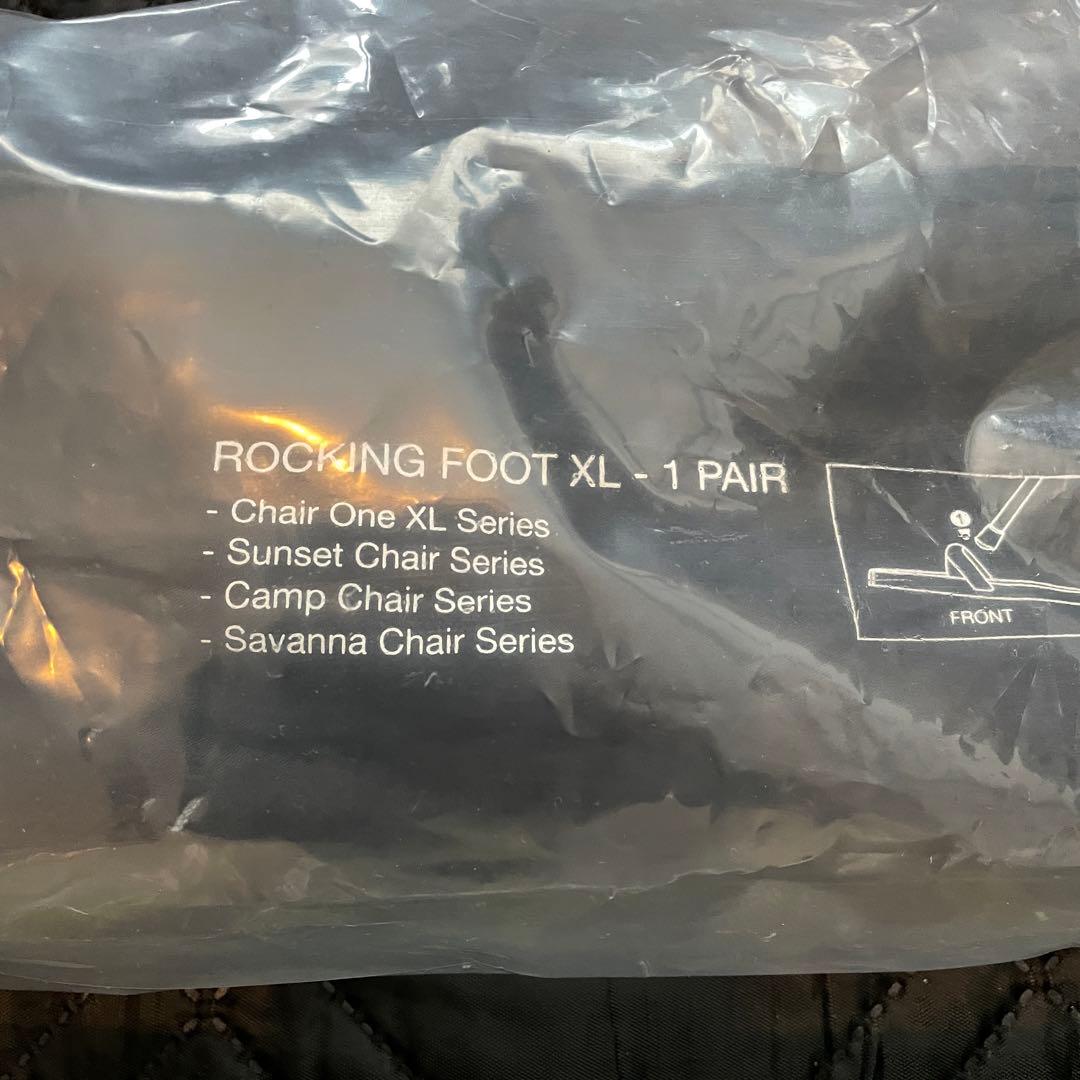 ROCKING FOOT XL - 1 PAIR
- Chair One XL Series
- Sunset Chair Series
- Camp Chair Series
- Savanna Chair Series
1
FRONT